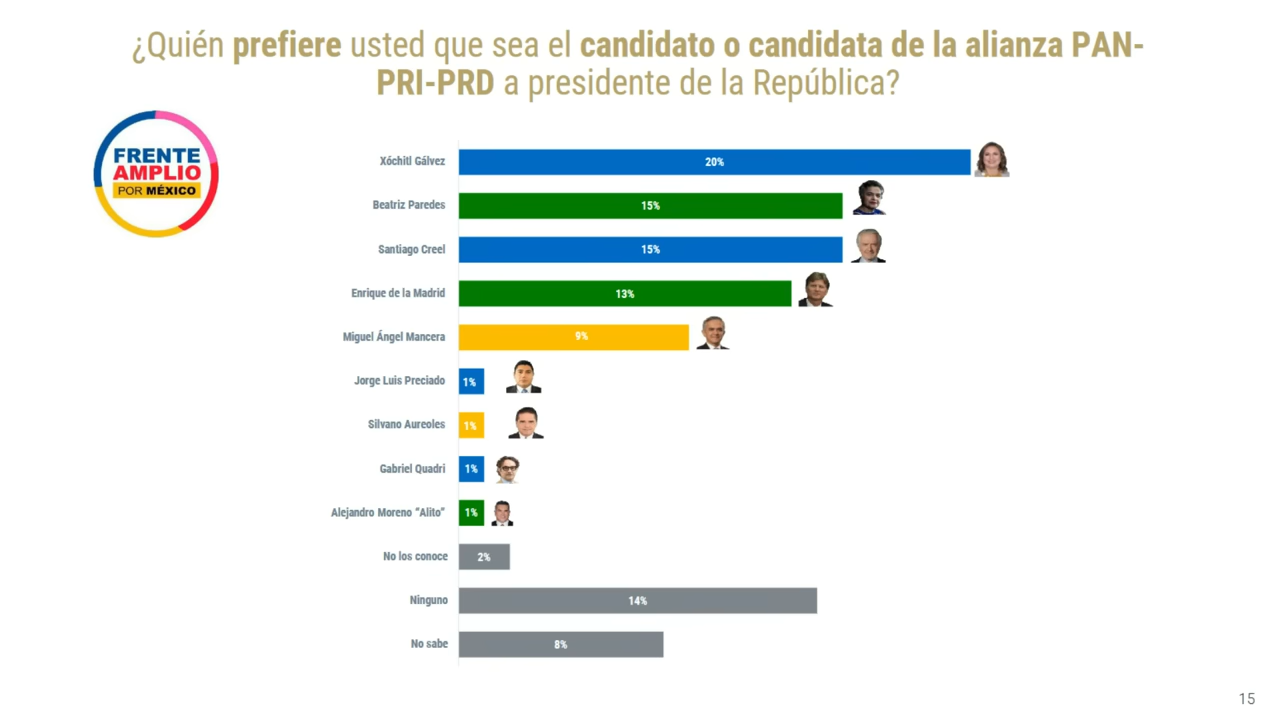 ¿Quién prefiere usted que sea el candidato o candidata de la alianza PAN-
PRI-PRD a presidente de la República?
FRENTE
AMPLIO
POR MÉXICO
Xóchitl Gálvez 20%
Beatriz Paredes 15%
Santiago Creel 15%
Enrique de la Madrid 13%
Miguel Ángel Mancera 9%
Jorge Luis Preciado 1%
Silvano Aureoles 1%
Gabriel Quadri 1%
Alejandro Moreno “Alito” 1%
No los conoce 2%
Ninguno 14%
No sabe 8%
15